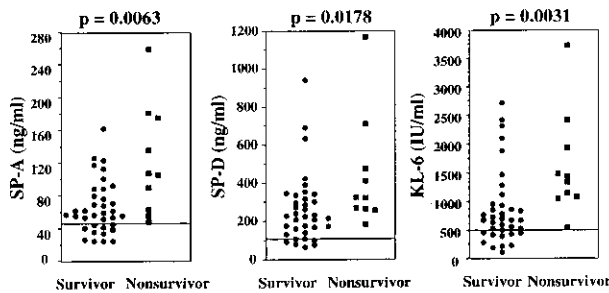 p = 0.0063
SP-A (ng/ml)
280
240
200
160
120
80
40
0
Survivor Nonsurvivor
p = 0.0178
SP-D (ng/ml)
1200
1000
800
600
400
200
0
Survivor Nonsurvivor
p = 0.0031
KL-6 (IU/ml)
4000
3500
3000
2500
2000
1500
1000
500
0
Survivor Nonsurvivor